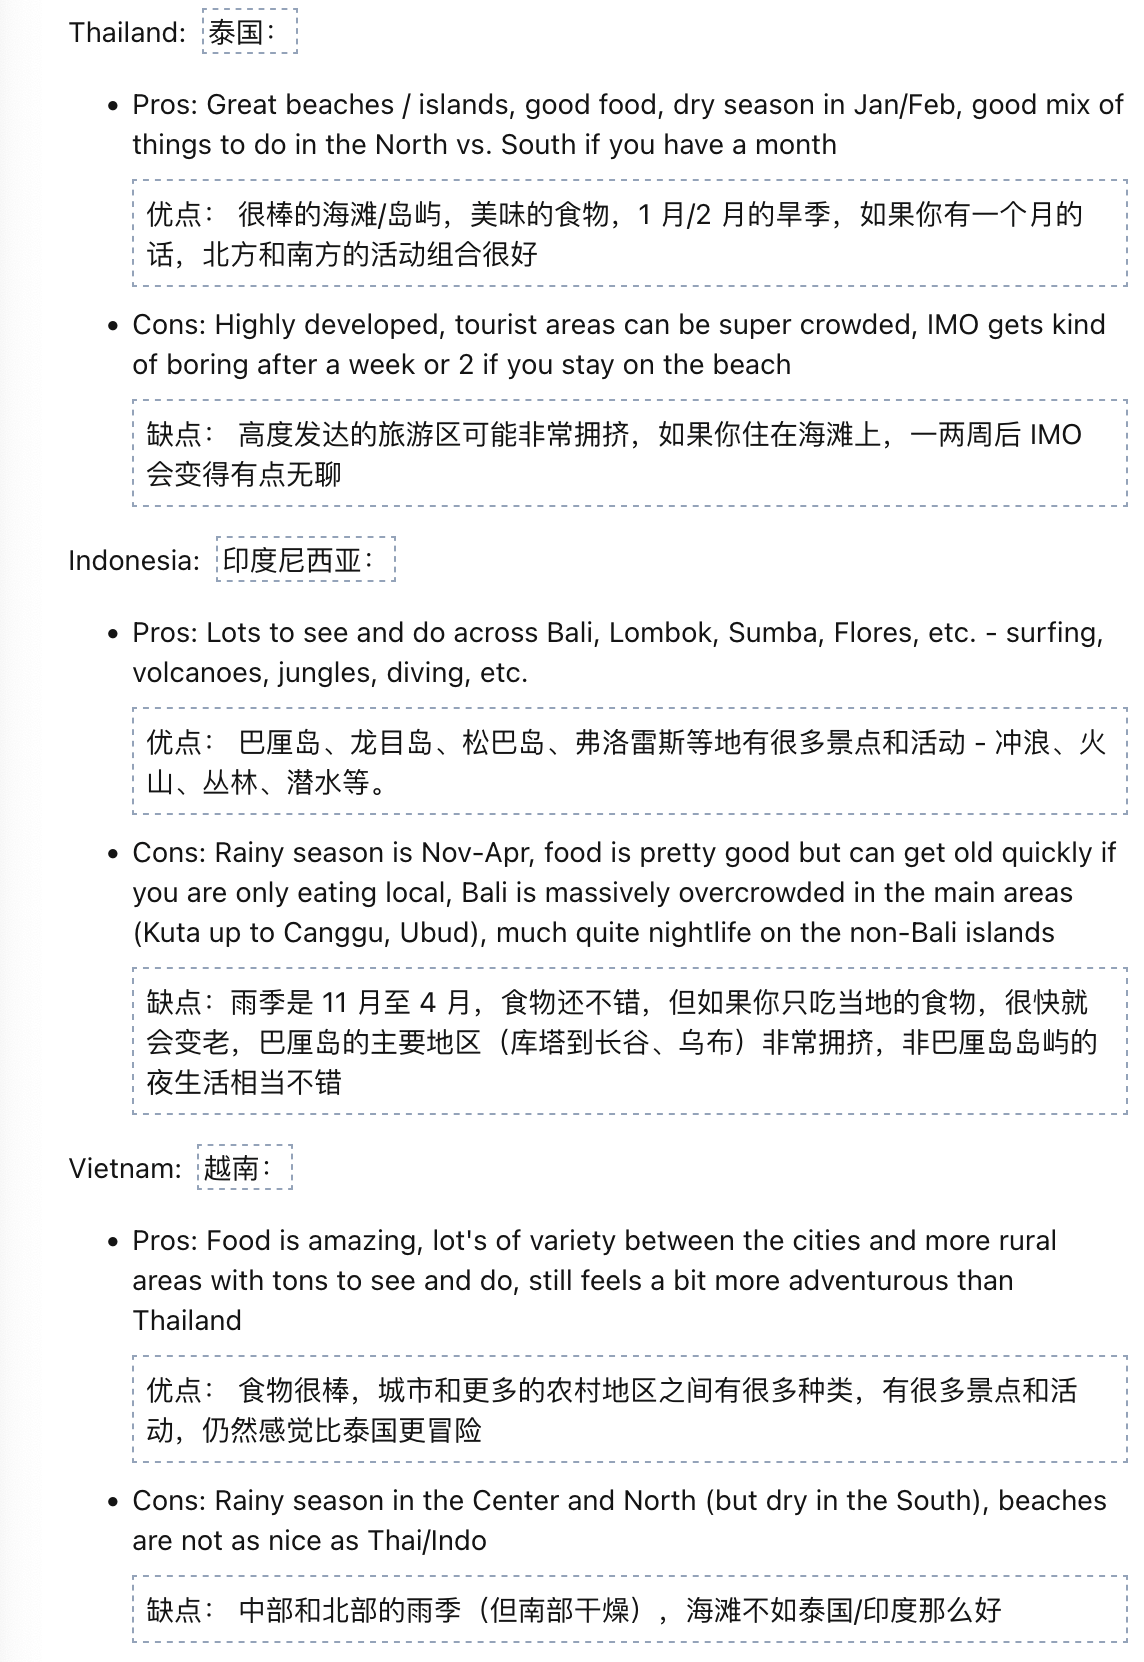 Thailand: 泰国：
Pros: Great beaches / islands, good food, dry season in Jan/Feb, good mix of
things to do in the North vs. South if you have a month
优点： 很棒的海滩/岛屿，美味的食物，1 月/2 月的旱季，如果你有一个月的
话，北方和南方的活动组合很好
Cons: Highly developed, tourist areas can be super crowded, IMO gets kind
of boring after a week or 2 if you stay on the beach
缺点： 高度发达的旅游区可能非常拥挤，如果你住在海滩上，一两周后 IMO
会变得有点无聊
Indonesia: 印度尼西亚：
Pros: Lots to see and do across Bali, Lombok, Sumba, Flores, etc. - surfing,
volcanoes, jungles, diving, etc.
优点： 巴厘岛、龙目岛、松巴岛、弗洛雷斯等地有很多景点和活动 - 冲浪、火
山、丛林、潜水等。
Cons: Rainy season is Nov-Apr, food is pretty good but can get old quickly if
you are only eating local, Bali is massively overcrowded in the main areas
(Kuta up to Canggu, Ubud), much quite nightlife on the non-Bali islands
缺点：雨季是 11 月至 4 月，食物还不错，但如果你只吃当地的食物，很快就
会变老，巴厘岛的主要地区（库塔到长谷、乌布）非常拥挤，非巴厘岛岛屿的
夜生活相当不错
Vietnam: 越南：
Pros: Food is amazing, lot's of variety between the cities and more rural
areas with tons to see and do, still feels a bit more adventurous than
Thailand
优点： 食物很棒，城市和更多的农村地区之间有很多种类，有很多景点和活
动，仍然感觉比泰国更冒险
Cons: Rainy season in the Center and North (but dry in the South), beaches
are not as nice as Thai/Indo
缺点： 中部和北部的雨季（但南部干燥），海滩不如泰国/印度那么好